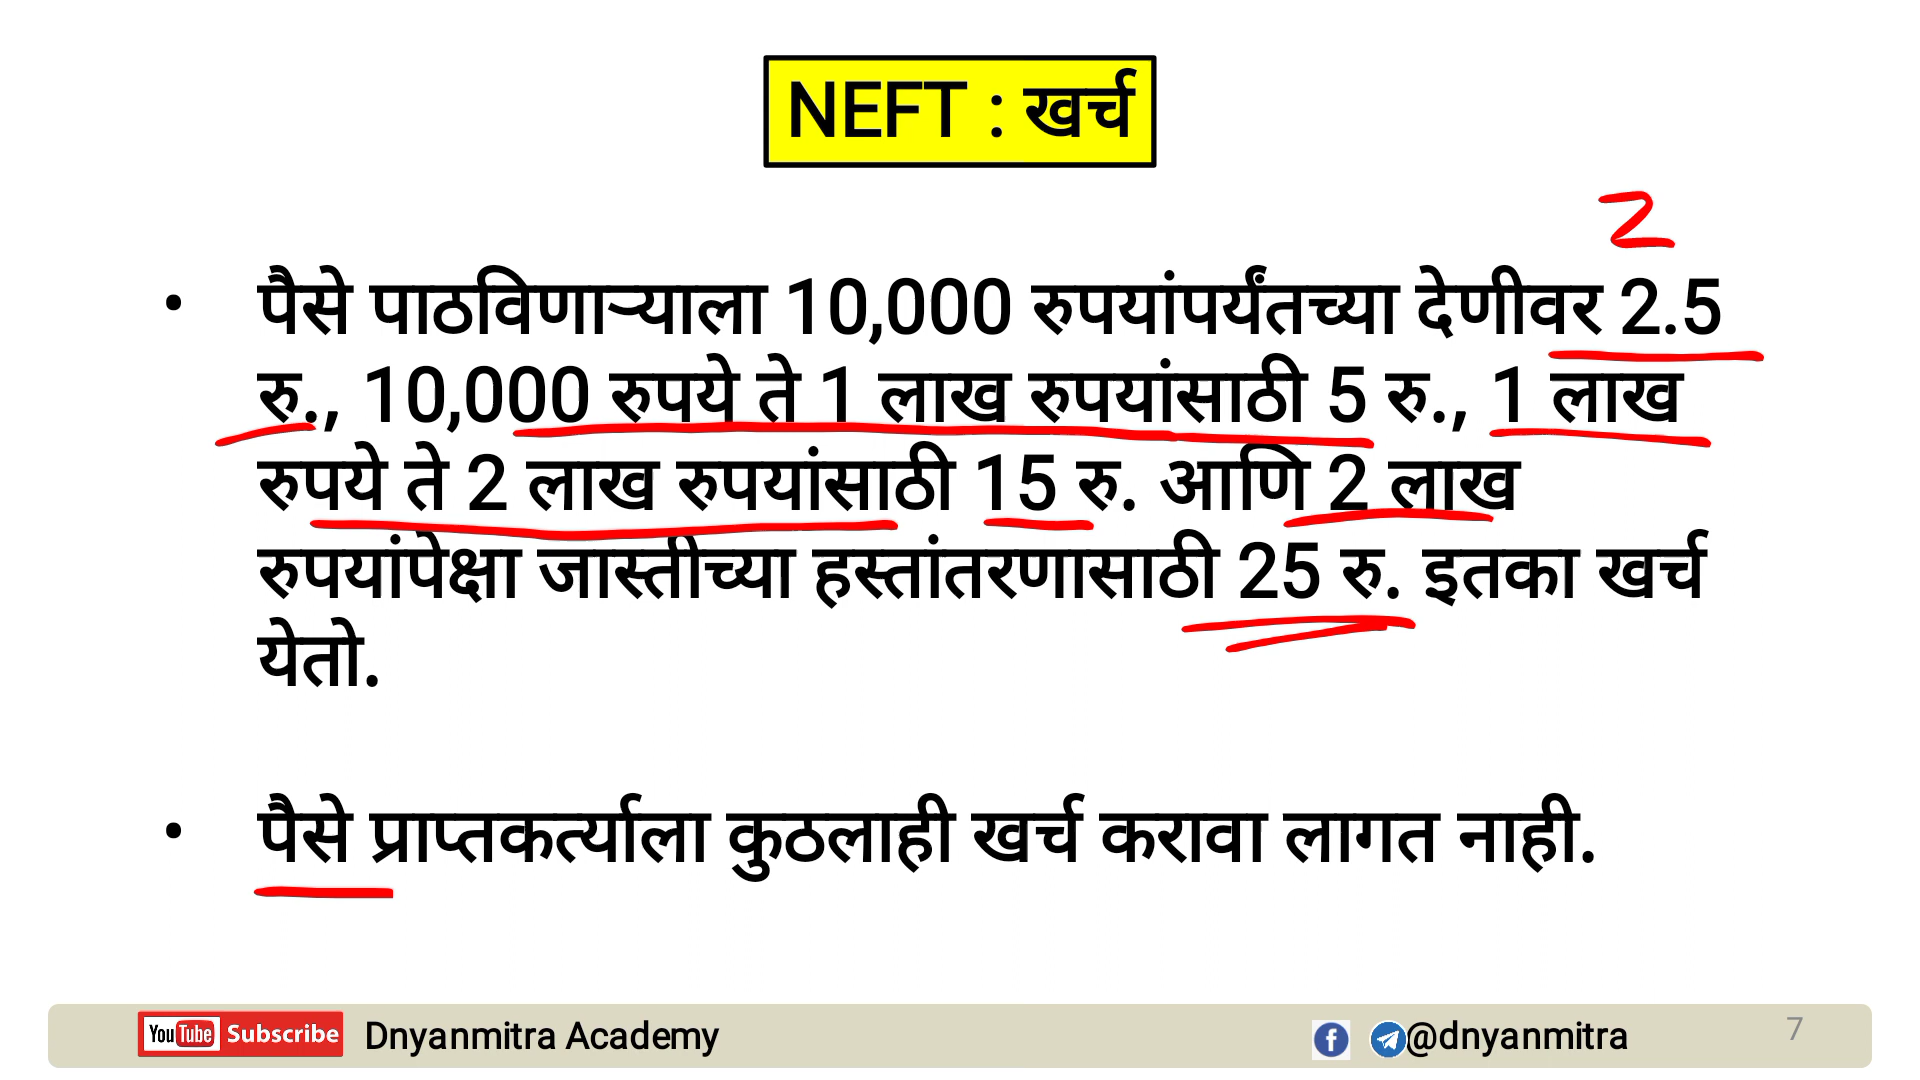 NEFT : खर्च
2
• पैसे पाठविणाऱ्याला 10,000 रुपयांपर्यंतच्या देणीवर 2.5
रु., 10,000 रुपये ते 1 लाख रुपयांसाठी 5 रु., 1 लाख
रुपये ते 2 लाख रुपयांसाठी 15 रु. आणि 2 लाख
रुपयांपेक्षा जास्तीच्या हस्तांतरणासाठी 25 रु. इतका खर्च
येतो.
• पैसे प्राप्तकर्त्याला कुठलाही खर्च करावा लागत नाही.
YouTube Subscribe Dnyanmitra Academy f @dnyanmitra 7